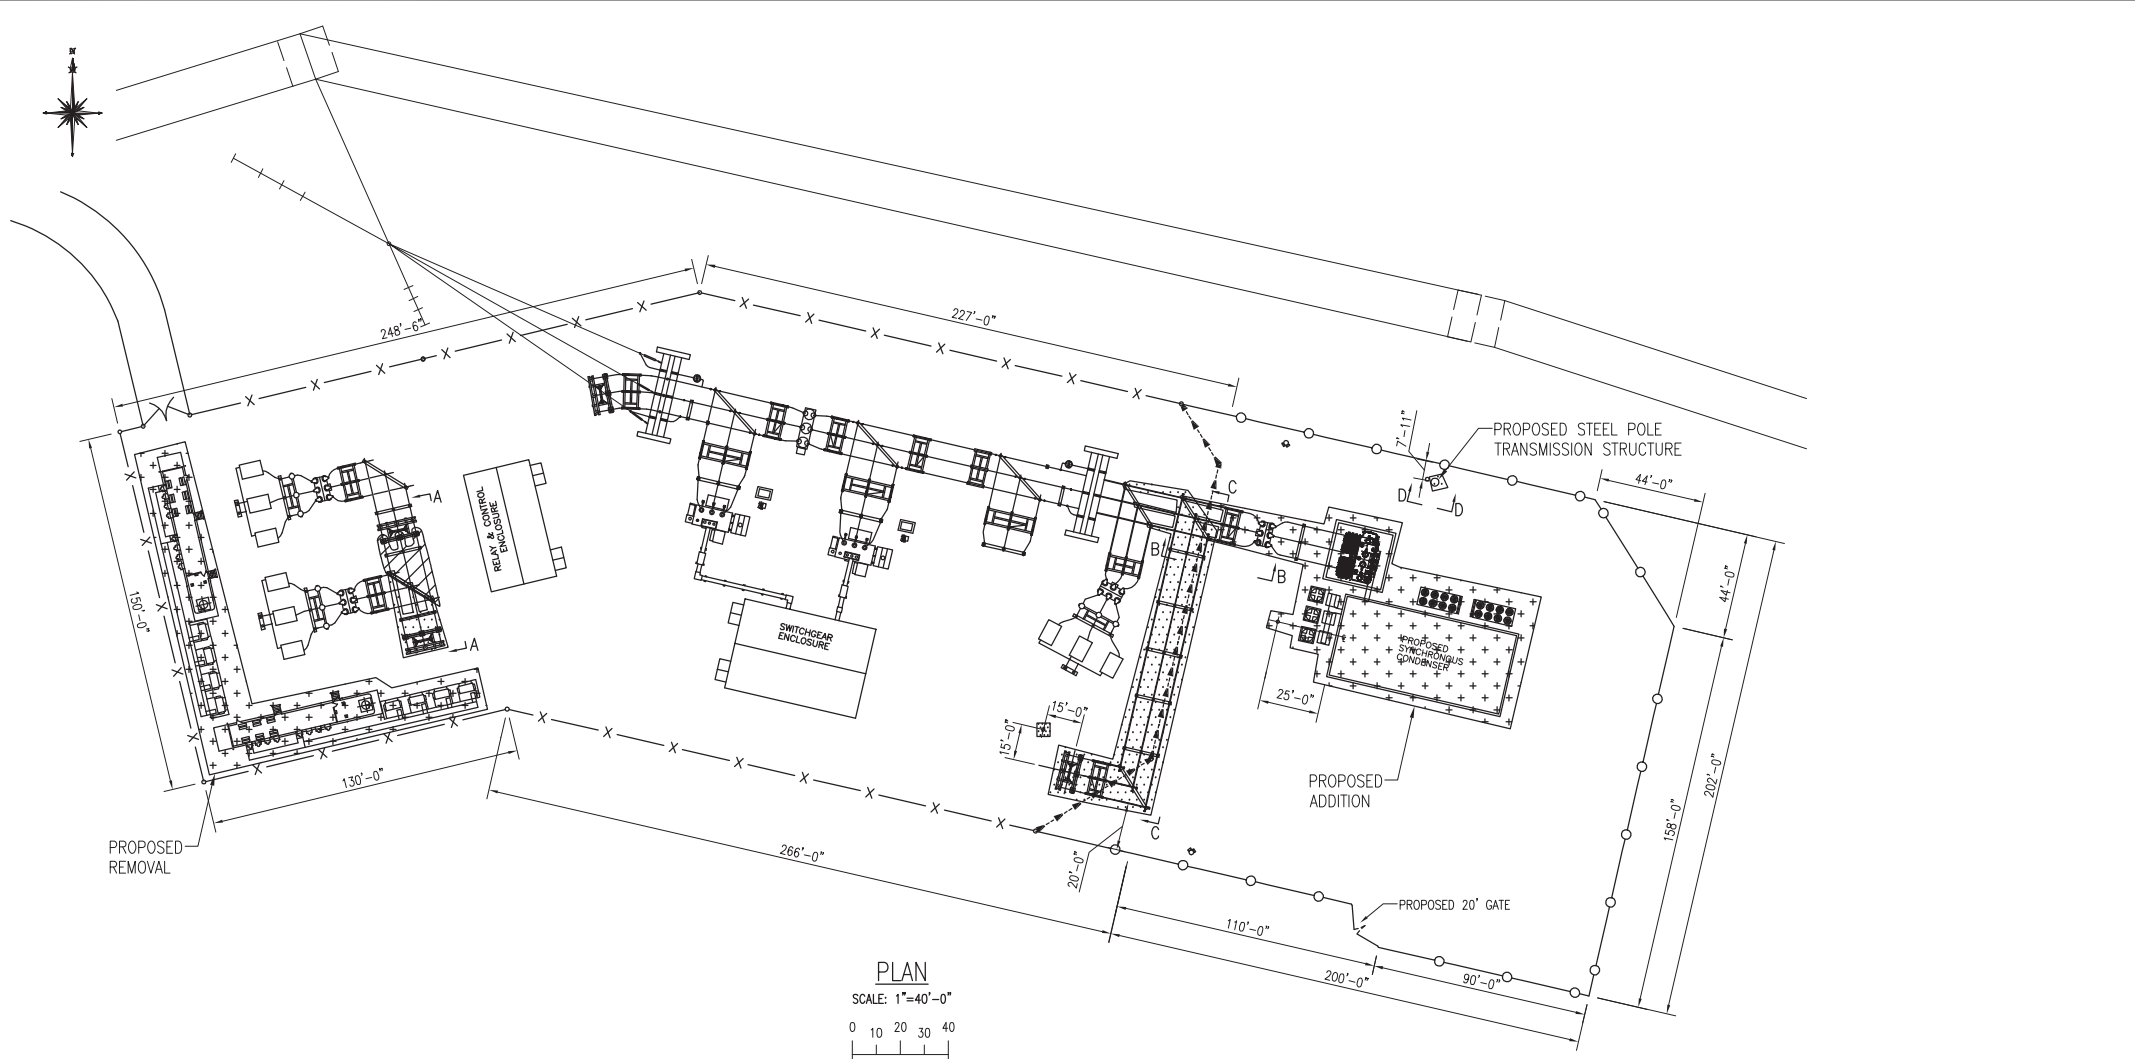 N
248'-6"
227'-0"
7'-11"
PROPOSED STEEL POLE
TRANSMISSION STRUCTURE
44'-0"
D
D
A
RELAY & CONTROL
ENCLOSURE
C
B
B
44'-0"
150'-0"
A
SWITCHGEAR
ENCLOSURE
PROPOSED
SYNCHRONOUS
CONDENSER
25'-0"
15'-0"
15'-0"
130'-0"
PROPOSED
ADDITION
202'-0"
158'-0"
C
PROPOSED
REMOVAL
266'-0"
20'-0"
PROPOSED 20' GATE
110'-0"
200'-0"
90'-0"
PLAN
SCALE: 1"=40'-0"
0 10 20 30 40